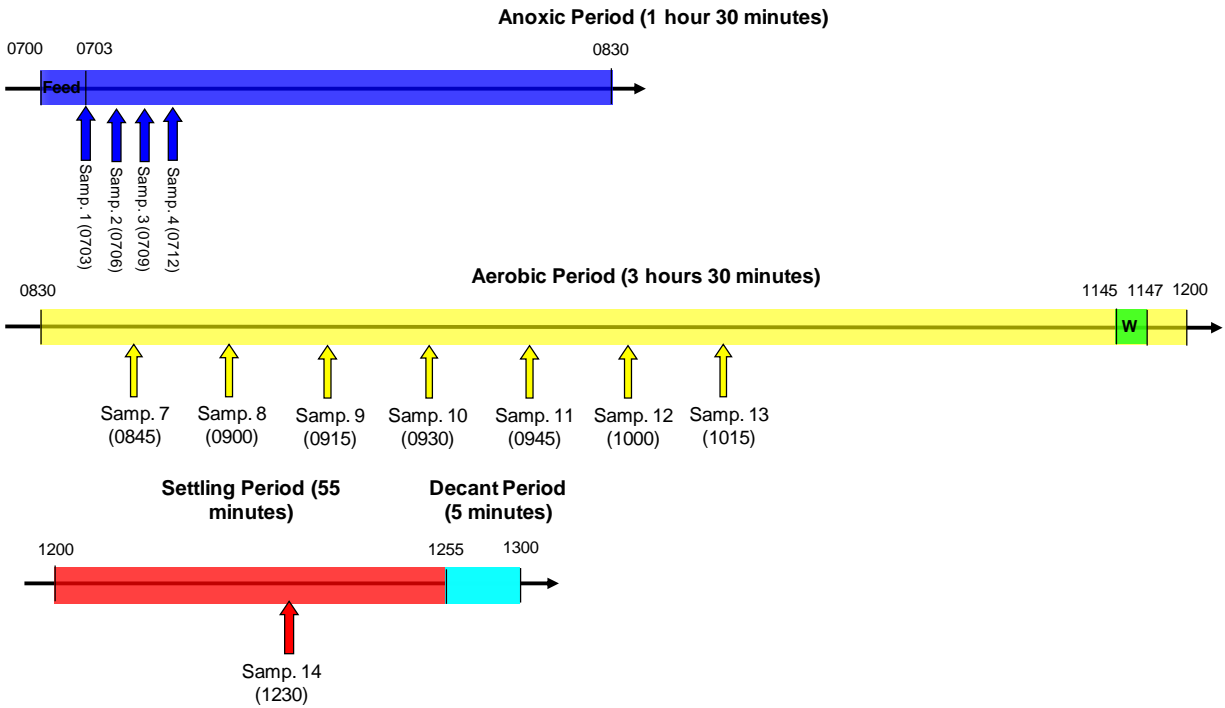 Anoxic Period (1 hour 30 minutes)
0700
0703
0830
Feed
Samp. 1 (0703)
Samp. 2 (0706)
Samp. 3 (0709)
Samp. 4 (0712)
Aerobic Period (3 hours 30 minutes)
0830
1145
1147
1200
W
Samp. 7
(0845)
Samp. 8
(0900)
Samp. 9
(0915)
Samp. 10
(0930)
Samp. 11
(0945)
Samp. 12
(1000)
Samp. 13
(1015)
Settling Period (55
minutes)
Decant Period
(5 minutes)
1200
1255
1300
Samp. 14
(1230)